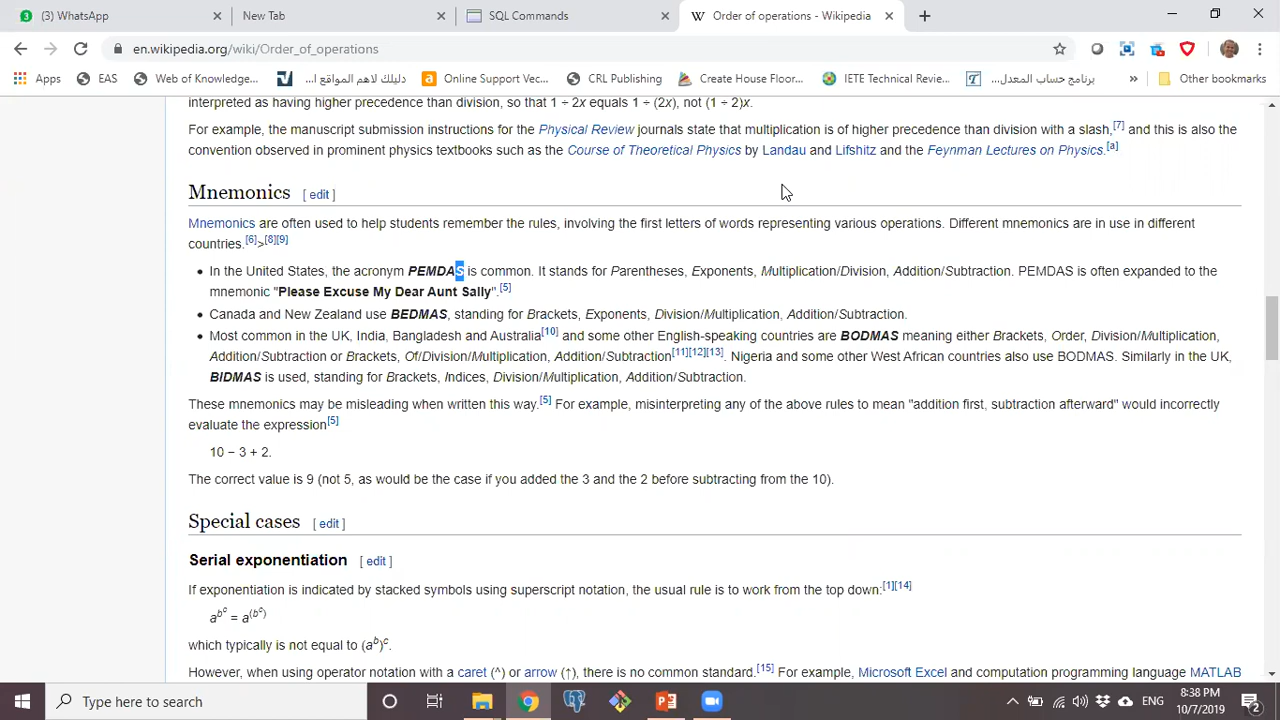 (3) WhatsApp
New Tab
SQL Commands
W Order of operations - Wikipedia
en.wikipedia.org/wiki/Order_of_operations
Apps EAS Web of Knowledge... دليلك لاهم المواقع ا... Online Support Vec... CRL Publishing Create House Floor... IETE Technical Revie... برنامج حساب المعدل... » Other bookmarks
interpreted as having higher precedence than division, so that 1 ÷ 2x equals 1 ÷ (2x), not (1 ÷ 2)x.
For example, the manuscript submission instructions for the Physical Review journals state that multiplication is of higher precedence than division with a slash,[7] and this is also the
convention observed in prominent physics textbooks such as the Course of Theoretical Physics by Landau and Lifshitz and the Feynman Lectures on Physics.[a]
Mnemonics [ edit ]
Mnemonics are often used to help students remember the rules, involving the first letters of words representing various operations. Different mnemonics are in use in different
countries.[6]>[8][9]
• In the United States, the acronym PEMDAS is common. It stands for Parentheses, Exponents, Multiplication/Division, Addition/Subtraction. PEMDAS is often expanded to the
mnemonic "Please Excuse My Dear Aunt Sally".[5]
• Canada and New Zealand use BEDMAS, standing for Brackets, Exponents, Division/Multiplication, Addition/Subtraction.
• Most common in the UK, India, Bangladesh and Australia[10] and some other English-speaking countries are BODMAS meaning either Brackets, Order, Division/Multiplication,
Addition/Subtraction or Brackets, Of/Division/Multiplication, Addition/Subtraction[11][12][13]. Nigeria and some other West African countries also use BODMAS. Similarly in the UK,
BIDMAS is used, standing for Brackets, Indices, Division/Multiplication, Addition/Subtraction.
These mnemonics may be misleading when written this way.[5] For example, misinterpreting any of the above rules to mean "addition first, subtraction afterward" would incorrectly
evaluate the expression[5]
10 − 3 + 2.
The correct value is 9 (not 5, as would be the case if you added the 3 and the 2 before subtracting from the 10).
Special cases [ edit ]
Serial exponentiation [ edit ]
If exponentiation is indicated by stacked symbols using superscript notation, the usual rule is to work from the top down:[1][14]
a^b^c = a^(b^c)
which typically is not equal to (a^b)^c.
However, when using operator notation with a caret (^) or arrow (↑), there is no common standard.[15] For example, Microsoft Excel and computation programming language MATLAB
Type here to search
ENG
8:38 PM
10/7/2019
2